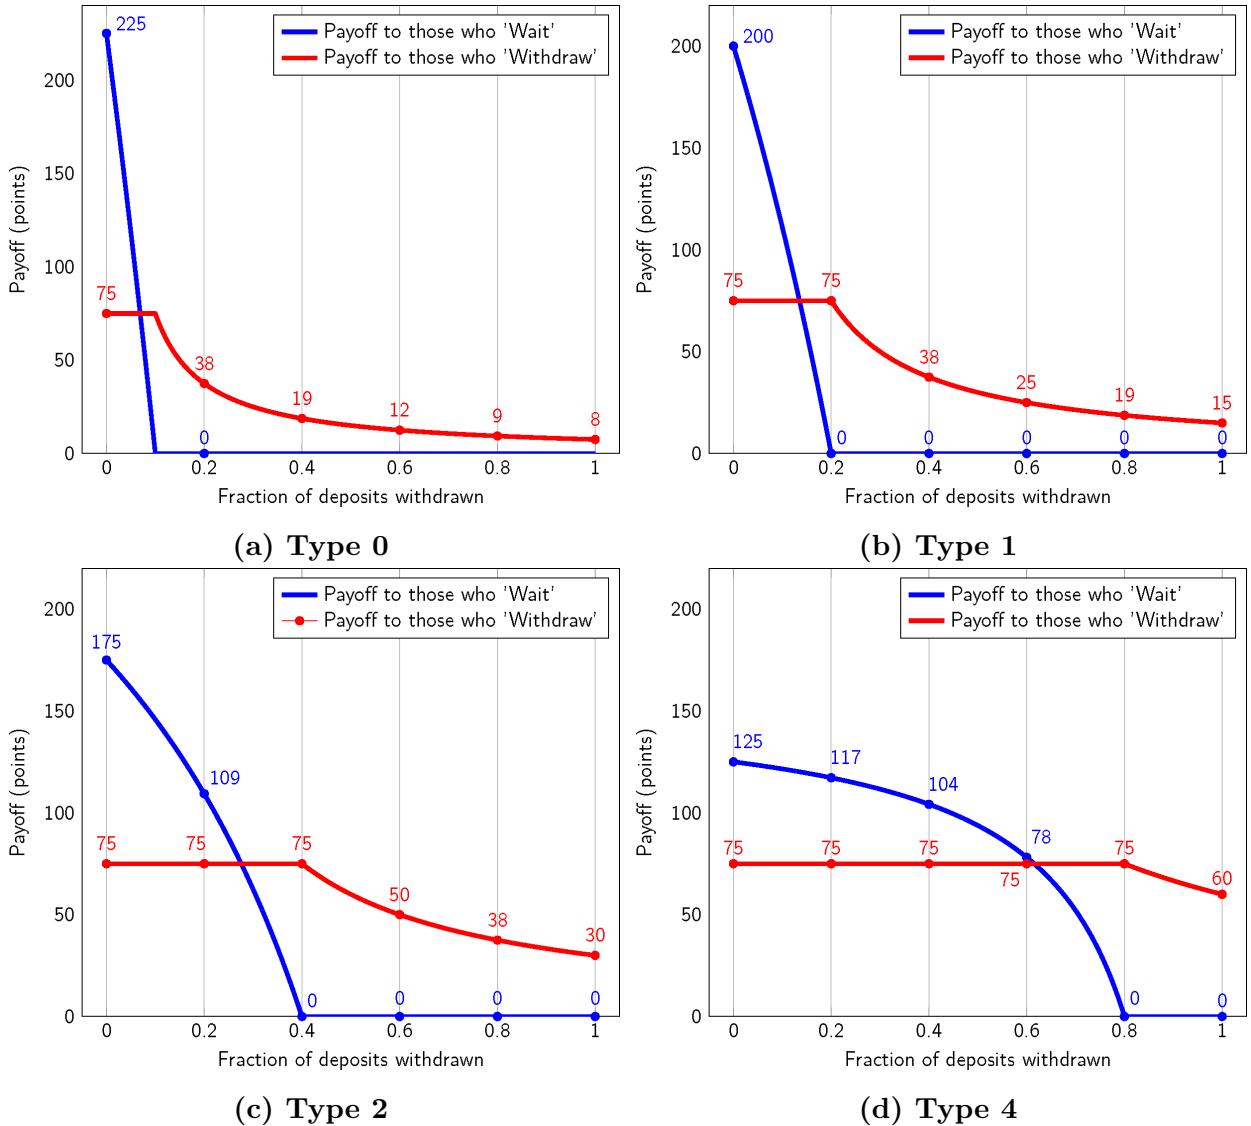 225
Payoff to those who 'Wait'
Payoff to those who 'Withdraw'
200
150
100
50
0
Payoff (points)
75
38
19
12
9
8
0
0 0.2 0.4 0.6 0.8 1
Fraction of deposits withdrawn
(a) Type 0
200
Payoff to those who 'Wait'
Payoff to those who 'Withdraw'
200
150
100
50
0
Payoff (points)
75
75
38
25
19
15
0 0 0 0 0
0 0.2 0.4 0.6 0.8 1
Fraction of deposits withdrawn
(b) Type 1
Payoff to those who 'Wait'
Payoff to those who 'Withdraw'
200
150
100
50
0
Payoff (points)
175
109
75 75 75
50
38
30
0 0 0 0
0 0.2 0.4 0.6 0.8 1
Fraction of deposits withdrawn
(c) Type 2
Payoff to those who 'Wait'
Payoff to those who 'Withdraw'
200
150
100
50
0
Payoff (points)
125
117
104
78
75 75 75 75 75
60
0 0
0 0.2 0.4 0.6 0.8 1
Fraction of deposits withdrawn
(d) Type 4